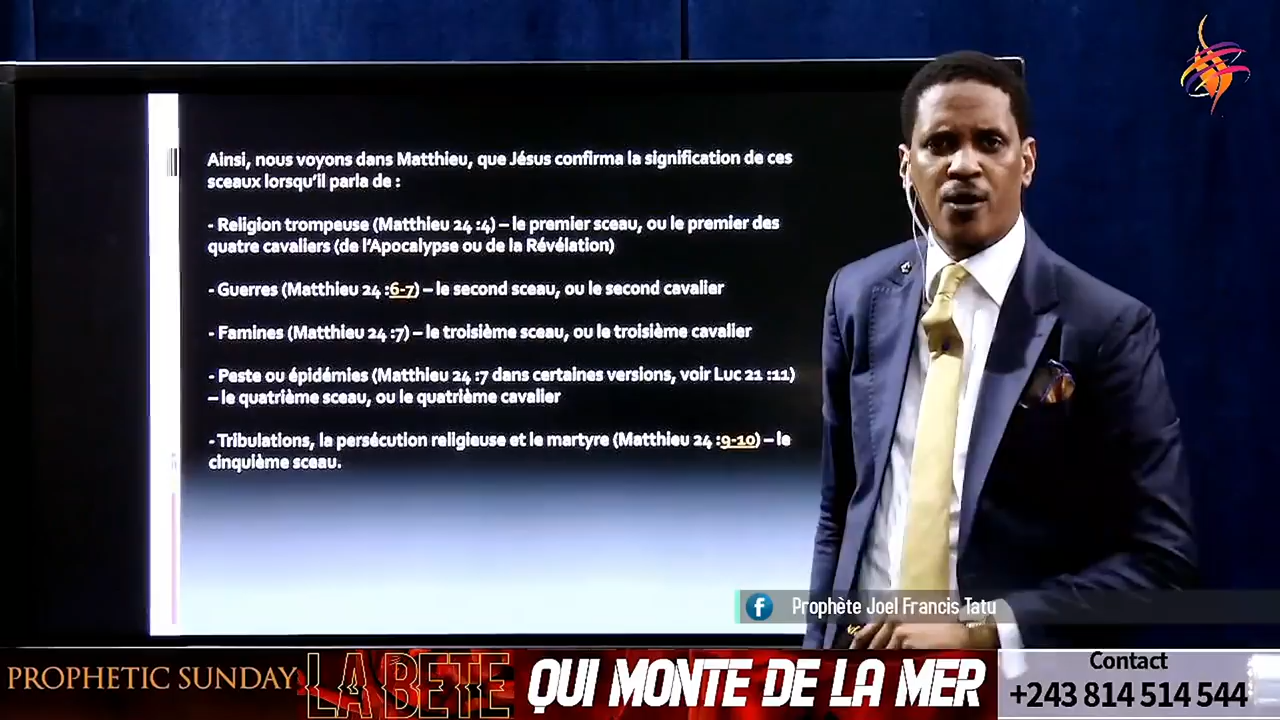 Ainsi, nous voyons dans Matthieu, que Jésus confirma la signification de ces
sceaux lorsqu'il parla de :
- Religion trompeuse (Matthieu 24 :4) – le premier sceau, ou le premier des
quatre cavaliers (de l'Apocalypse ou de la Révélation)
- Guerres (Matthieu 24 :6-7) – le second sceau, ou le second cavalier
- Famines (Matthieu 24 :7) – le troisième sceau, ou le troisième cavalier
- Peste ou épidémies (Matthieu 24 :7 dans certaines versions, voir Luc 21 :11)
– le quatrième sceau, ou le quatrième cavalier
- Tribulations, la persécution religieuse et le martyre (Matthieu 24 :9-10) – le
cinquième sceau.
f Prophète Joel Francis Tatu
PROPHETIC SUNDAY LA BETE QUI MONTE DE LA MER
Contact
+243 814 514 544